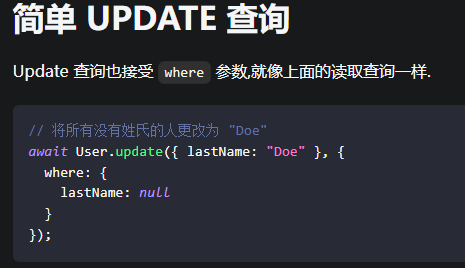 简单 UPDATE 查询
Update 查询也接受 where 参数,就像上面的读取查询一样.
// 将所有没有姓氏的人更改为 "Doe"
await User.update({ lastName: "Doe" }, {
  where: {
    lastName: null
  }
});